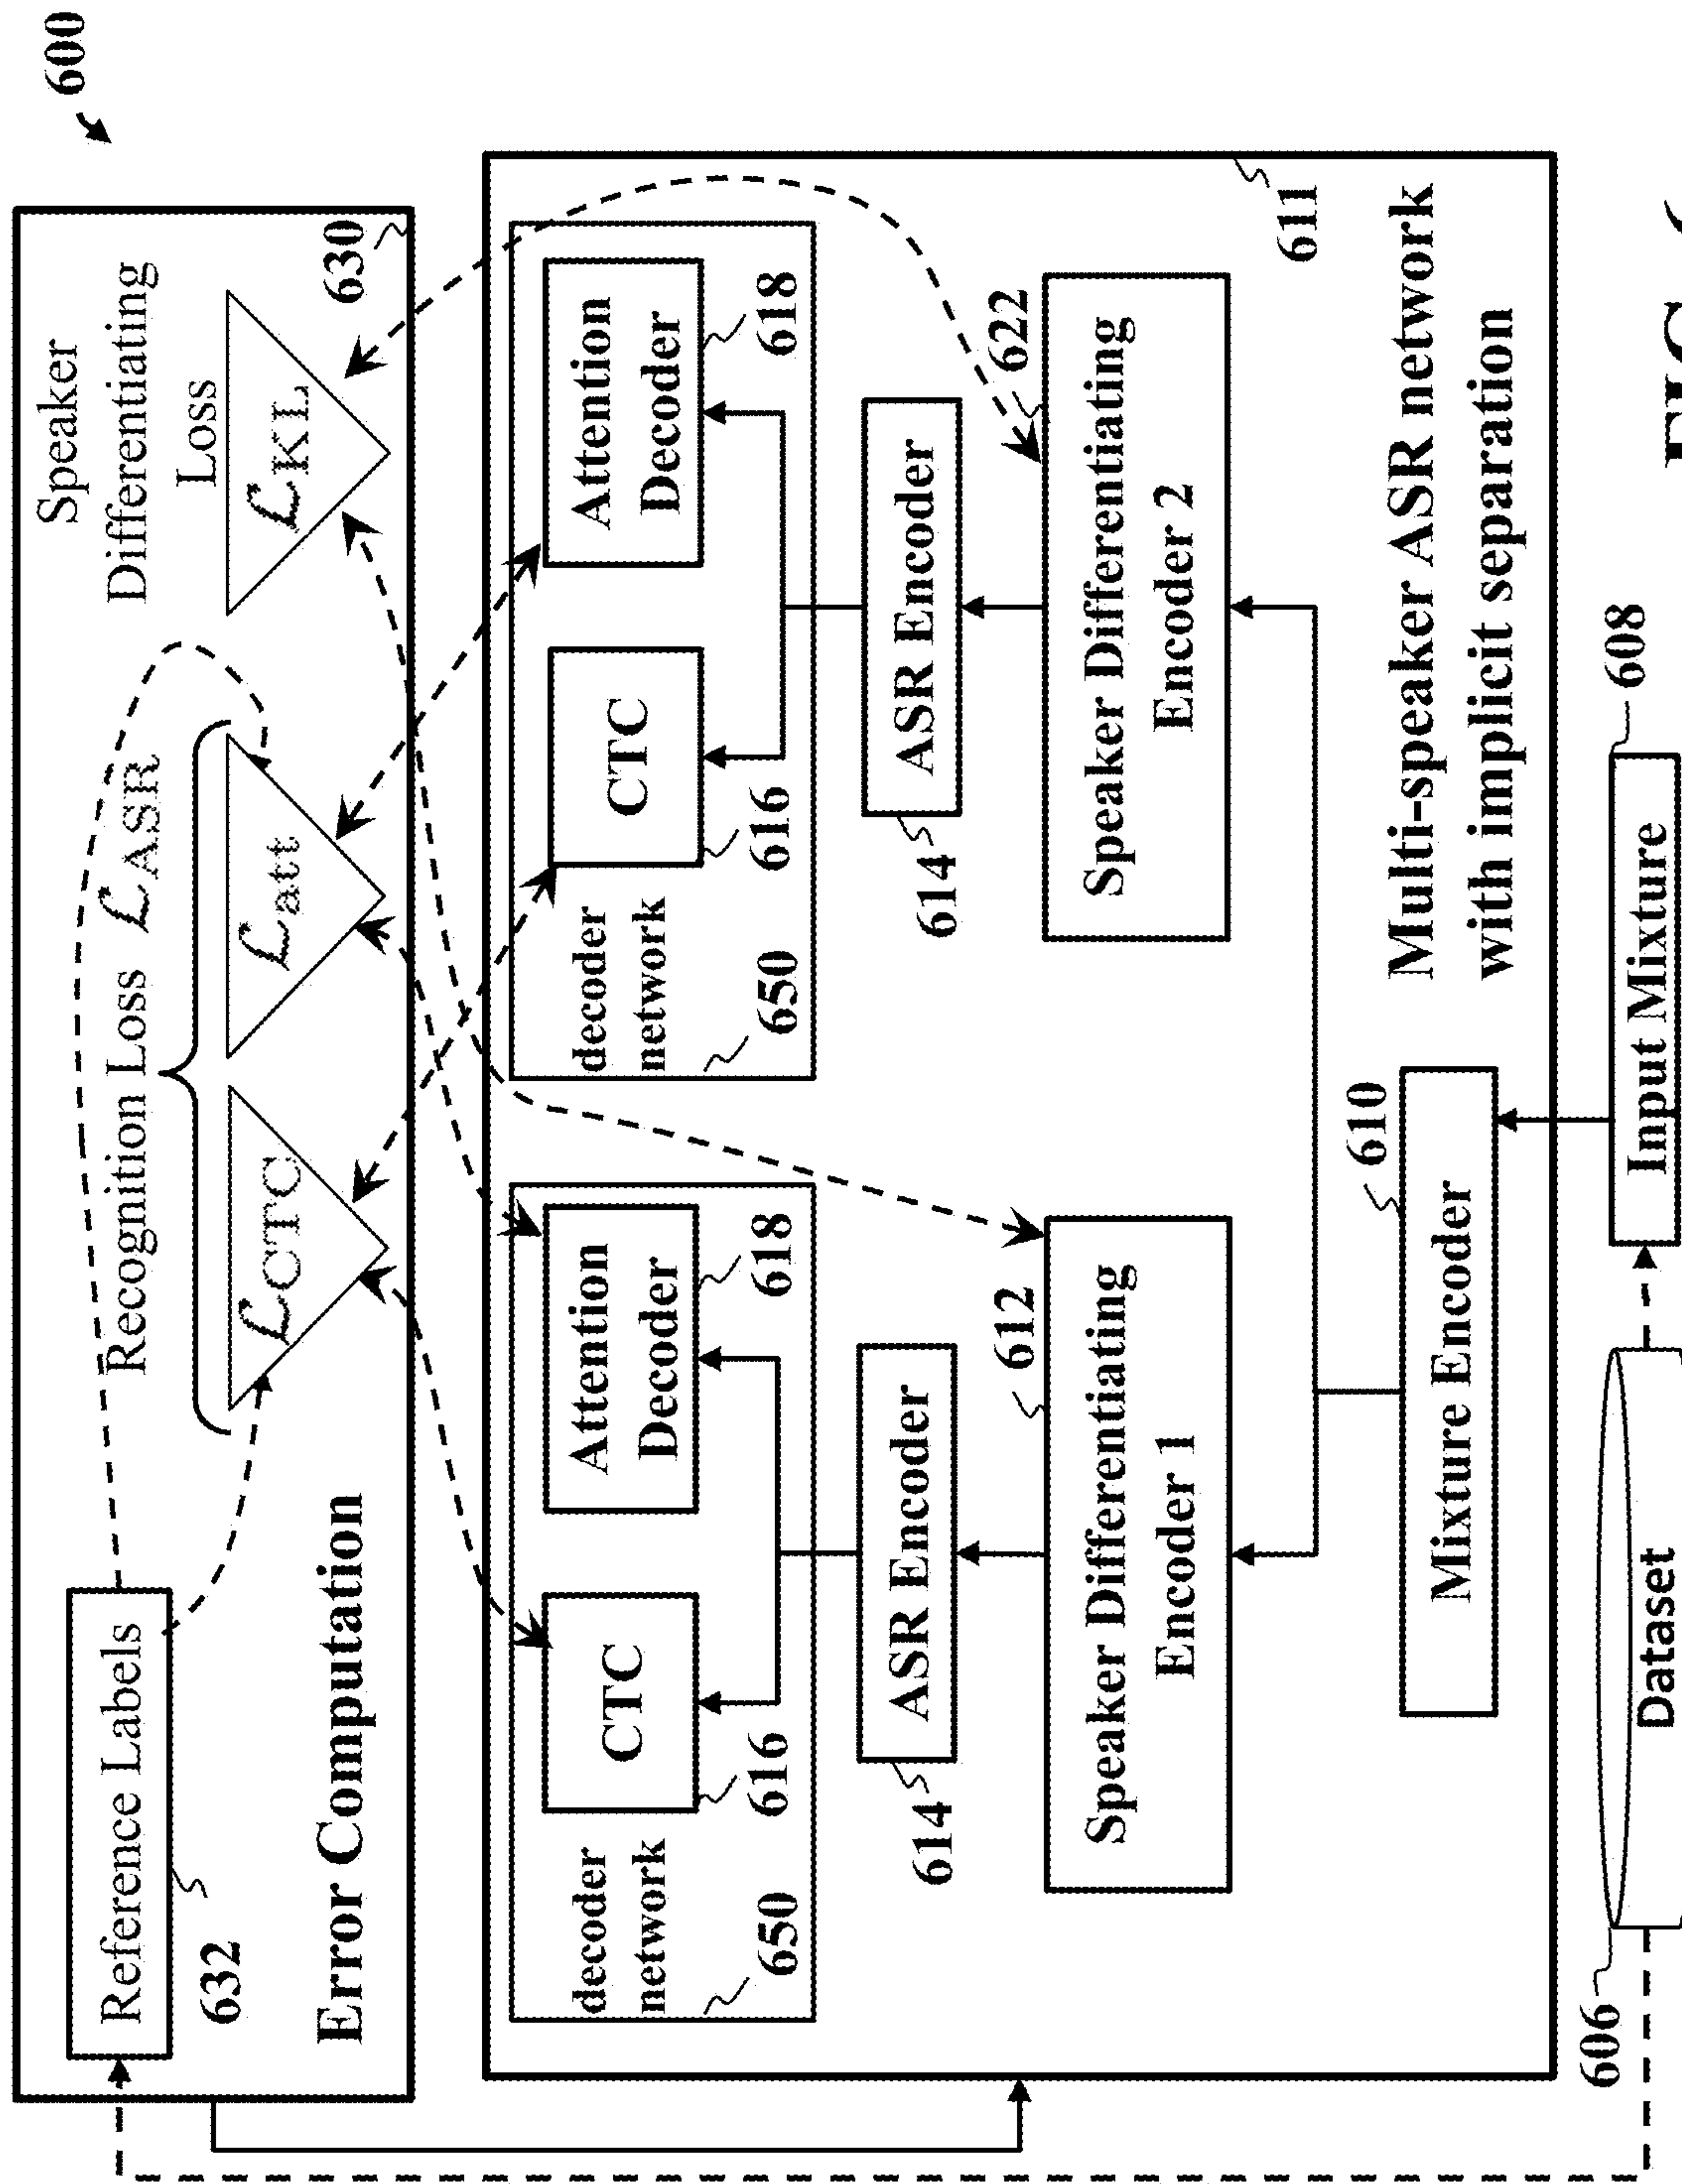 600
Speaker
Differentiating
Loss
Reference Labels
632
Recognition Loss ℒASR
ℒCTC
ℒatt
ℒKL
Error Computation
630
decoder
network
650
CTC
616
Attention
Decoder
618
decoder
network
650
CTC
616
Attention
Decoder
618
614
ASR Encoder
614
ASR Encoder
612
Speaker Differentiating
Encoder 1
622
Speaker Differentiating
Encoder 2
611
610
Mixture Encoder
Multi-speaker ASR network
with implicit separation
606
Dataset
608
Input Mixture